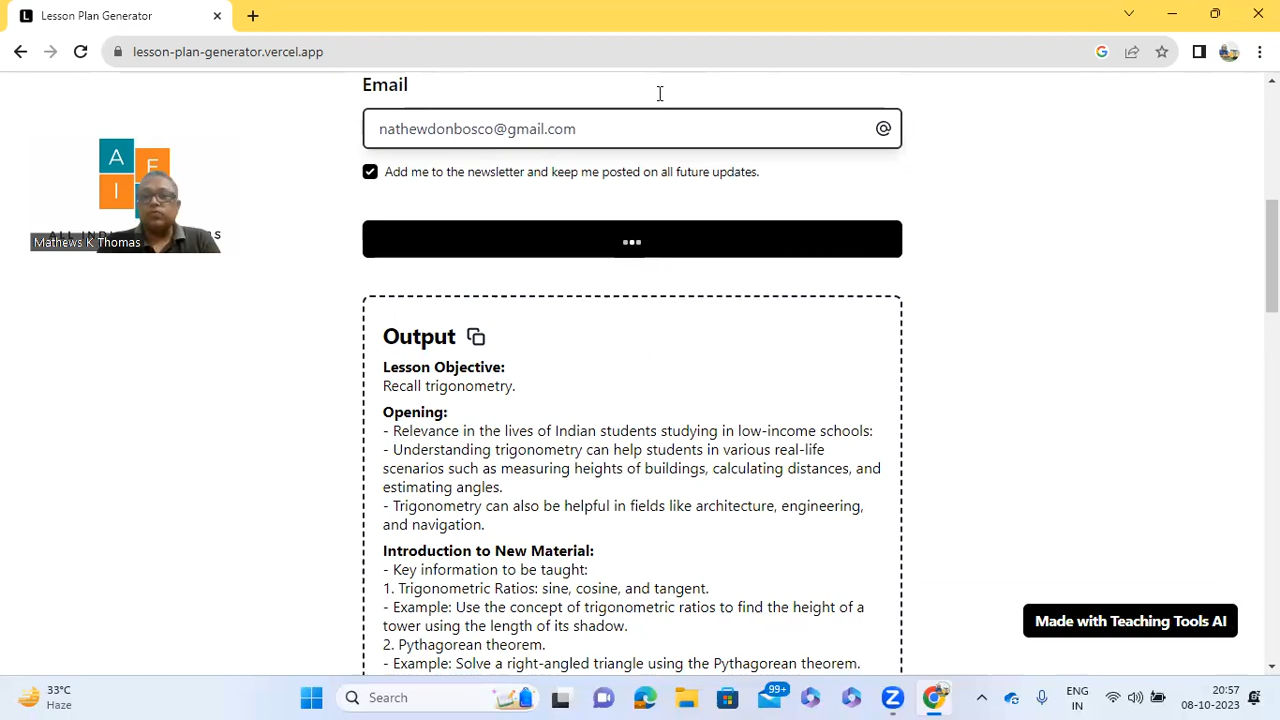 L Lesson Plan Generator
lesson-plan-generator.vercel.app
Email
nathewdonbosco@gmail.com
Add me to the newsletter and keep me posted on all future updates.
A
E
I
Mathews K Thomas
Output
Lesson Objective:
Recall trigonometry.
Opening:
- Relevance in the lives of Indian students studying in low-income schools:
- Understanding trigonometry can help students in various real-life
scenarios such as measuring heights of buildings, calculating distances, and
estimating angles.
- Trigonometry can also be helpful in fields like architecture, engineering,
and navigation.
Introduction to New Material:
- Key information to be taught:
1. Trigonometric Ratios: sine, cosine, and tangent.
- Example: Use the concept of trigonometric ratios to find the height of a
tower using the length of its shadow.
2. Pythagorean theorem.
- Example: Solve a right-angled triangle using the Pythagorean theorem.
Made with Teaching Tools AI
33°C
Haze
Search
99+
ENG
IN
20:57
08-10-2023